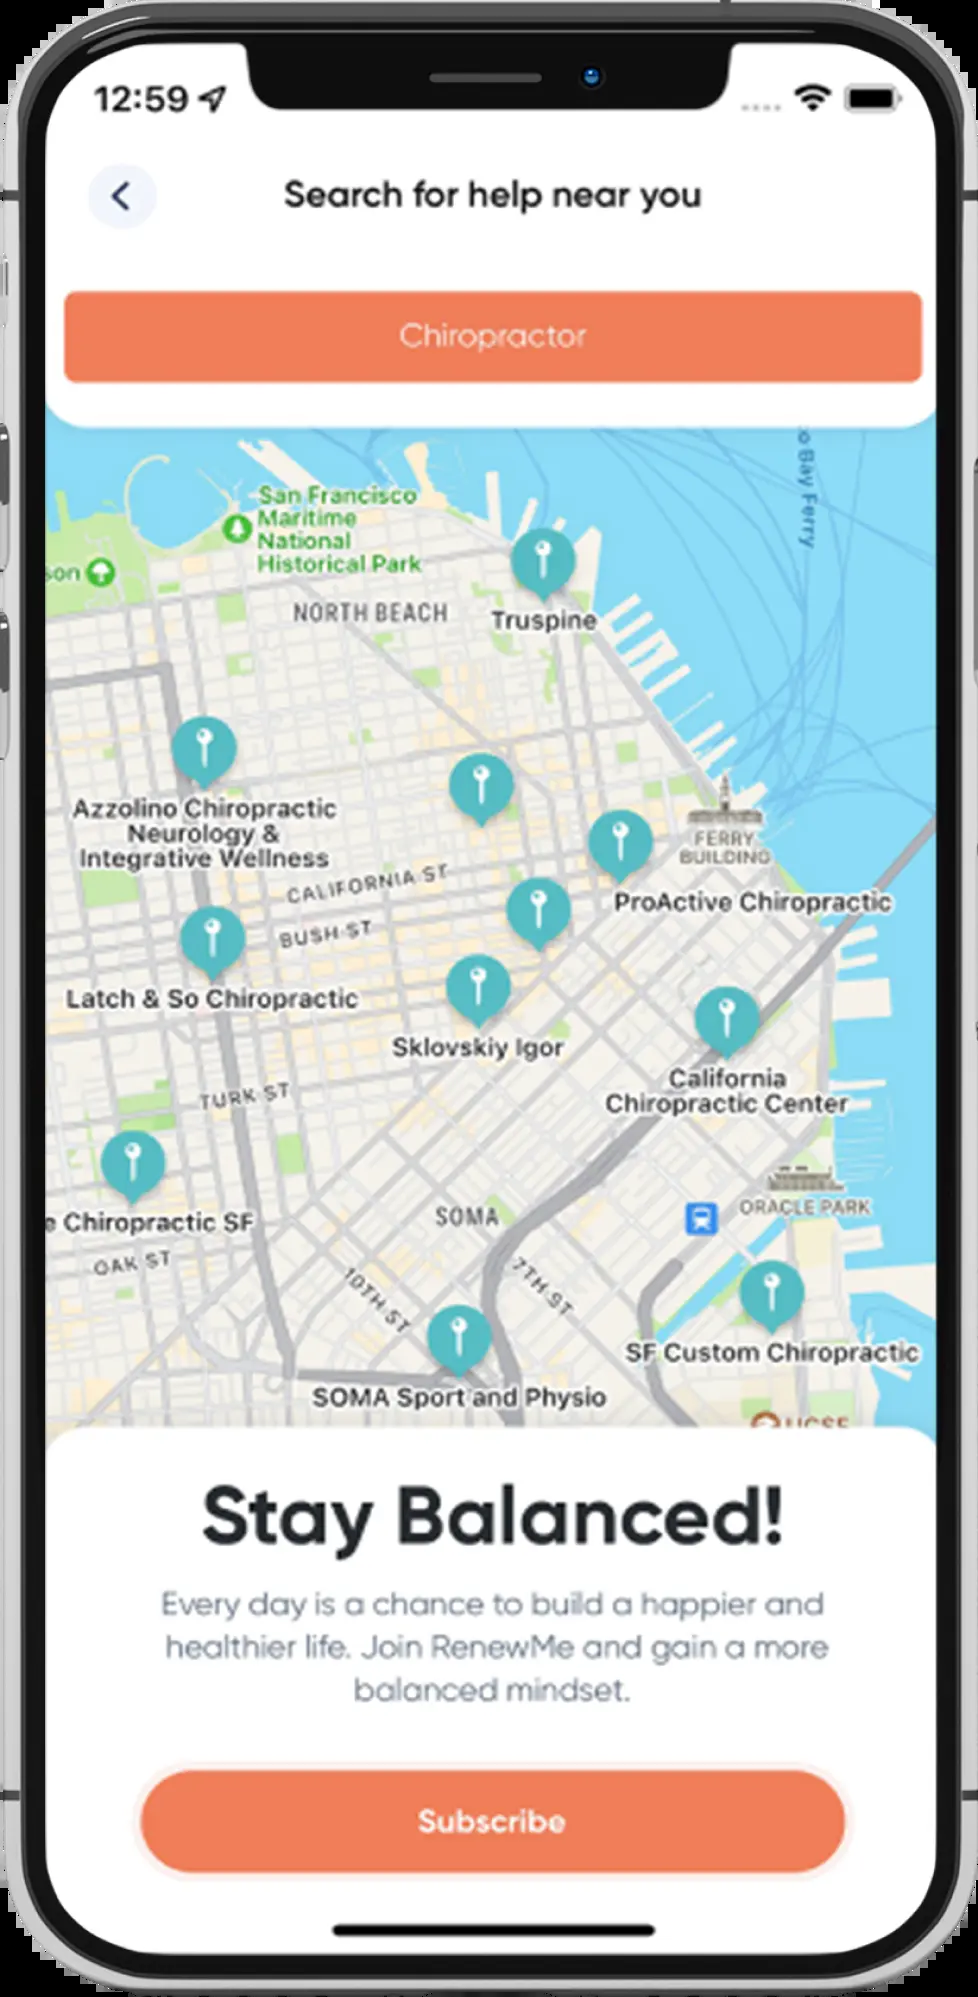 12:59
Search for help near you
Chiropractor
San Francisco
Maritime
National
Historical Park
Bay Ferry
NORTH BEACH
Truspine
Azzolino Chiropractic
Neurology &
Integrative Wellness
FERRY
BUILDING
CALIFORNIA ST
ProActive Chiropractic
BUSH ST
Latch & So Chiropractic
Sklovskiy Igor
California
Chiropractic Center
TURK ST
ORACLE PARK
SOMA
e Chiropractic SF
OAK ST
10TH ST
7TH ST
SF Custom Chiropractic
SOMA Sport and Physio
UCSF
Stay Balanced!
Every day is a chance to build a happier and
healthier life. Join RenewMe and gain a more
balanced mindset.
Subscribe